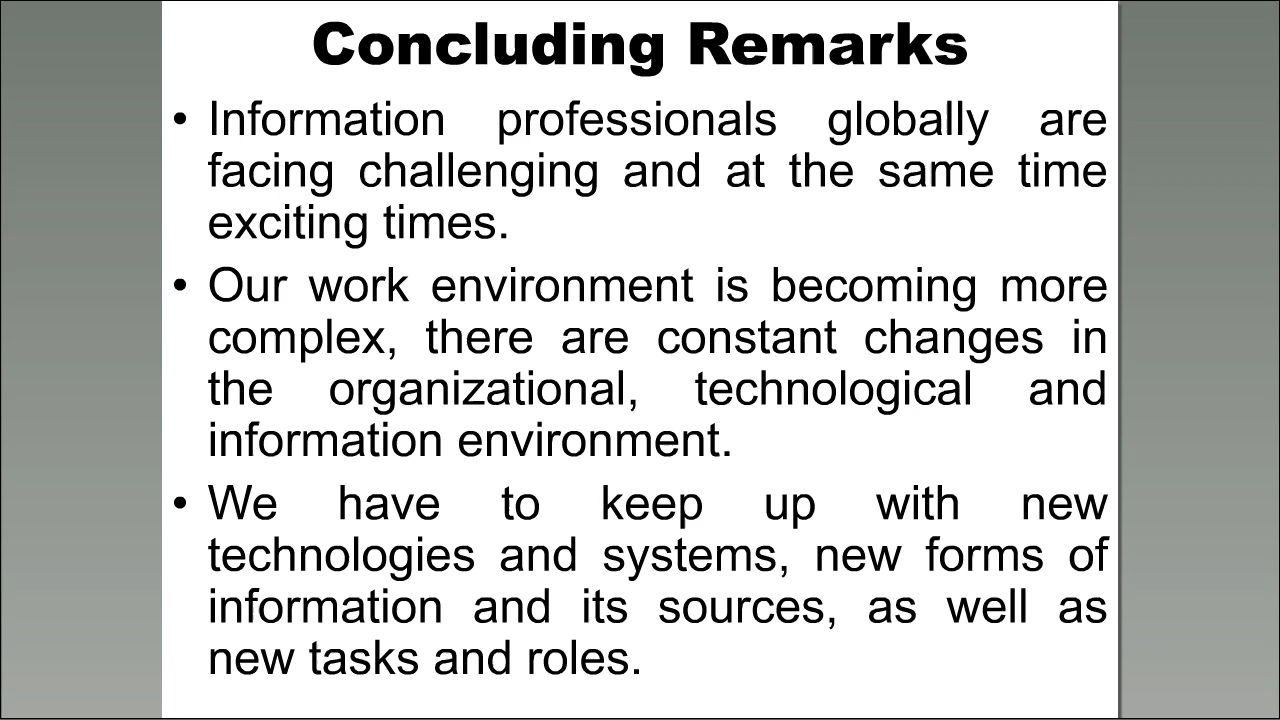 Concluding Remarks
• Information professionals globally are
facing challenging and at the same time
exciting times.
• Our work environment is becoming more
complex, there are constant changes in
the organizational, technological and
information environment.
• We have to keep up with new
technologies and systems, new forms of
information and its sources, as well as
new tasks and roles.